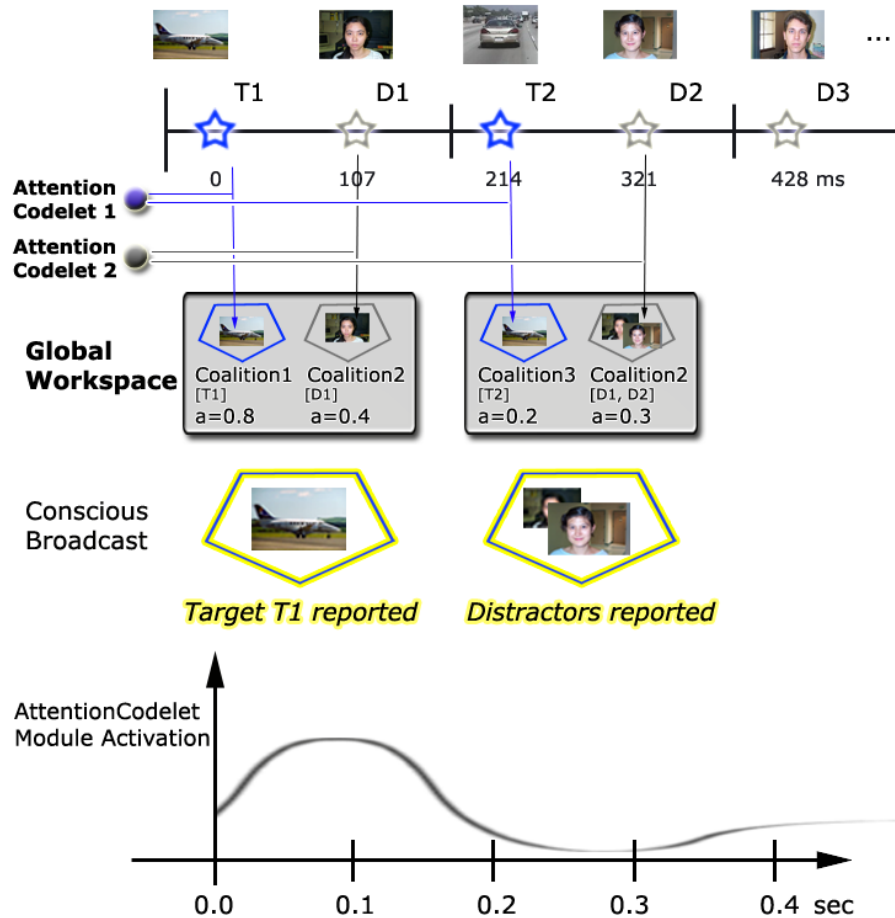 ...
T1 D1 T2 D2 D3
0 107 214 321 428 ms
Attention
Codelet 1
Attention
Codelet 2
Global
Workspace
Coalition1 Coalition2 Coalition3 Coalition2
[T1] [D1] [T2] [D1, D2]
a=0.8 a=0.4 a=0.2 a=0.3
Conscious
Broadcast
Target T1 reported Distractors reported
AttentionCodelet
Module Activation
0.0 0.1 0.2 0.3 0.4 sec